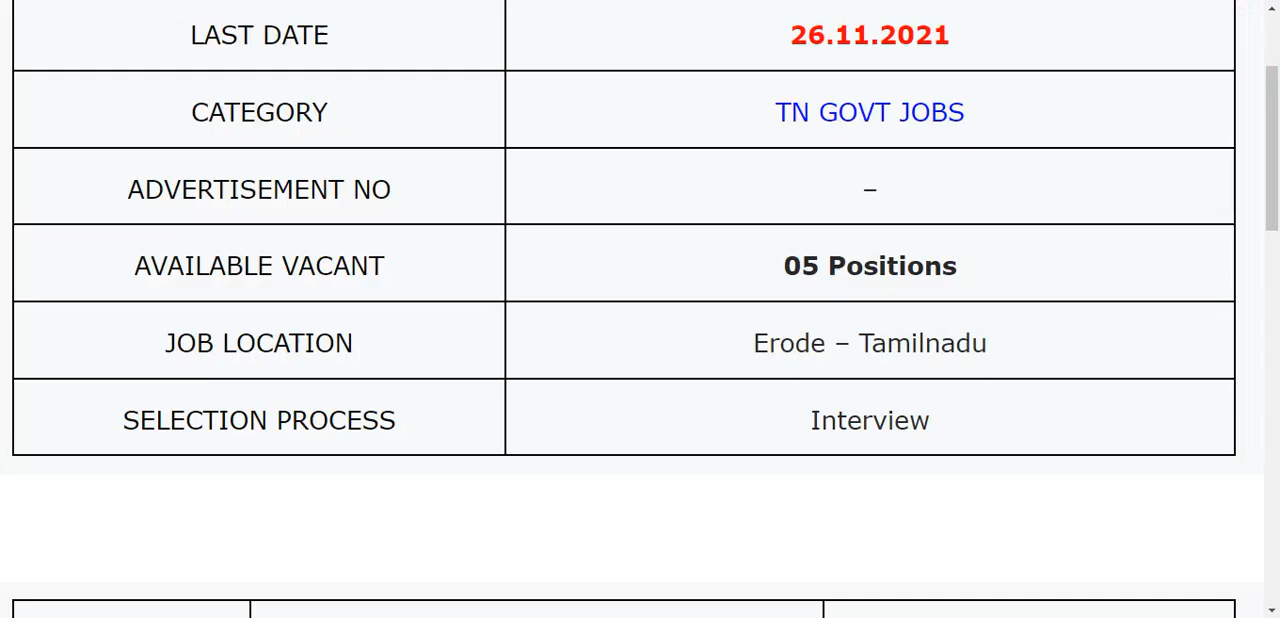 LAST DATE 26.11.2021
CATEGORY TN GOVT JOBS
ADVERTISEMENT NO –
AVAILABLE VACANT 05 Positions
JOB LOCATION Erode – Tamilnadu
SELECTION PROCESS Interview